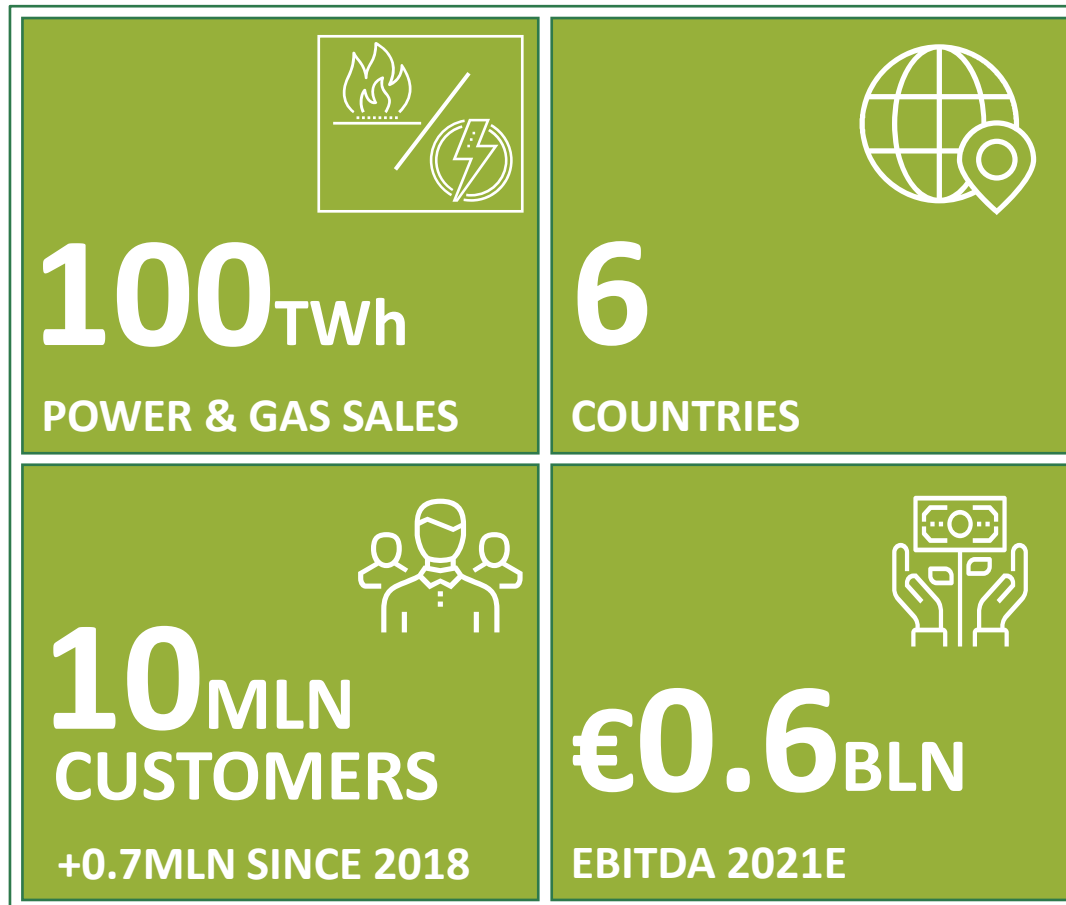 100TWh
POWER & GAS SALES
6
COUNTRIES
10MLN
CUSTOMERS
+0.7MLN SINCE 2018
€0.6BLN
EBITDA 2021E